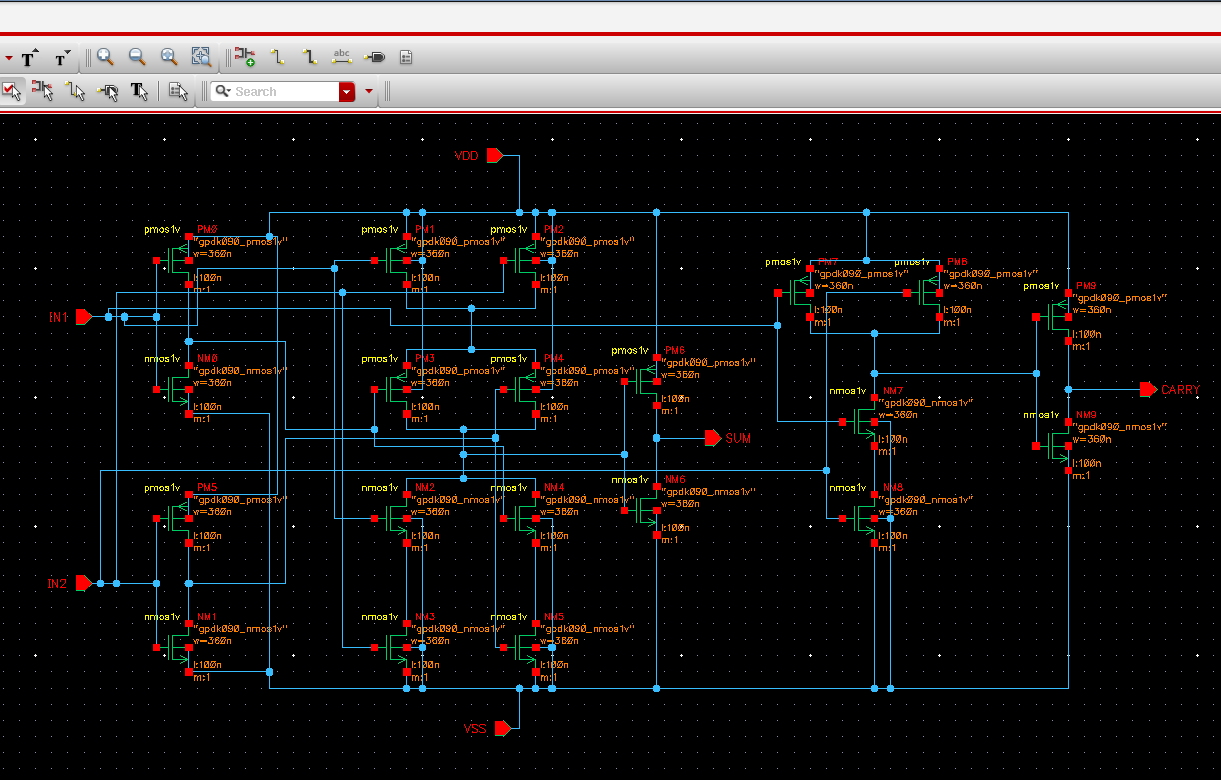 T T
abc
T
Search
VDD
pmos1v PM0
"gpdk090_pmos1v"
w=360n
l:100n
m:1
pmos1v PM1
"gpdk090_pmos1v"
w=360n
l:100n
m:1
pmos1v PM2
"gpdk090_pmos1v"
w=360n
l:100n
m:1
pmos1v PM7
"gpdk090_pmos1v"
w=360n
l:100n
m:1
pmos1v PM8
"gpdk090_pmos1v"
w=360n
l:100n
m:1
pmos1v PM9
"gpdk090_pmos1v"
w=360n
l:100n
m:1
IN1
nmos1v NM0
"gpdk090_nmos1v"
w=360n
l:100n
m:1
pmos1v PM3
"gpdk090_pmos1v"
w=360n
l:100n
m:1
pmos1v PM4
"gpdk090_pmos1v"
w=360n
l:100n
m:1
pmos1v PM6
"gpdk090_pmos1v"
w=360n
l:100n
m:1
nmos1v NM7
"gpdk090_nmos1v"
w=360n
l:100n
m:1
CARRY
nmos1v NM9
"gpdk090_nmos1v"
w=360n
l:100n
m:1
SUM
pmos1v PM5
"gpdk090_pmos1v"
w=360n
l:100n
m:1
nmos1v NM2
"gpdk090_nmos1v"
w=360n
l:100n
m:1
nmos1v NM4
"gpdk090_nmos1v"
w=360n
l:100n
m:1
nmos1v NM6
"gpdk090_nmos1v"
w=360n
l:100n
m:1
nmos1v NM8
"gpdk090_nmos1v"
w=360n
l:100n
m:1
IN2
nmos1v NM1
"gpdk090_nmos1v"
w=360n
l:100n
m:1
nmos1v NM3
"gpdk090_nmos1v"
w=360n
l:100n
m:1
nmos1v NM5
"gpdk090_nmos1v"
w=360n
l:100n
m:1
VSS